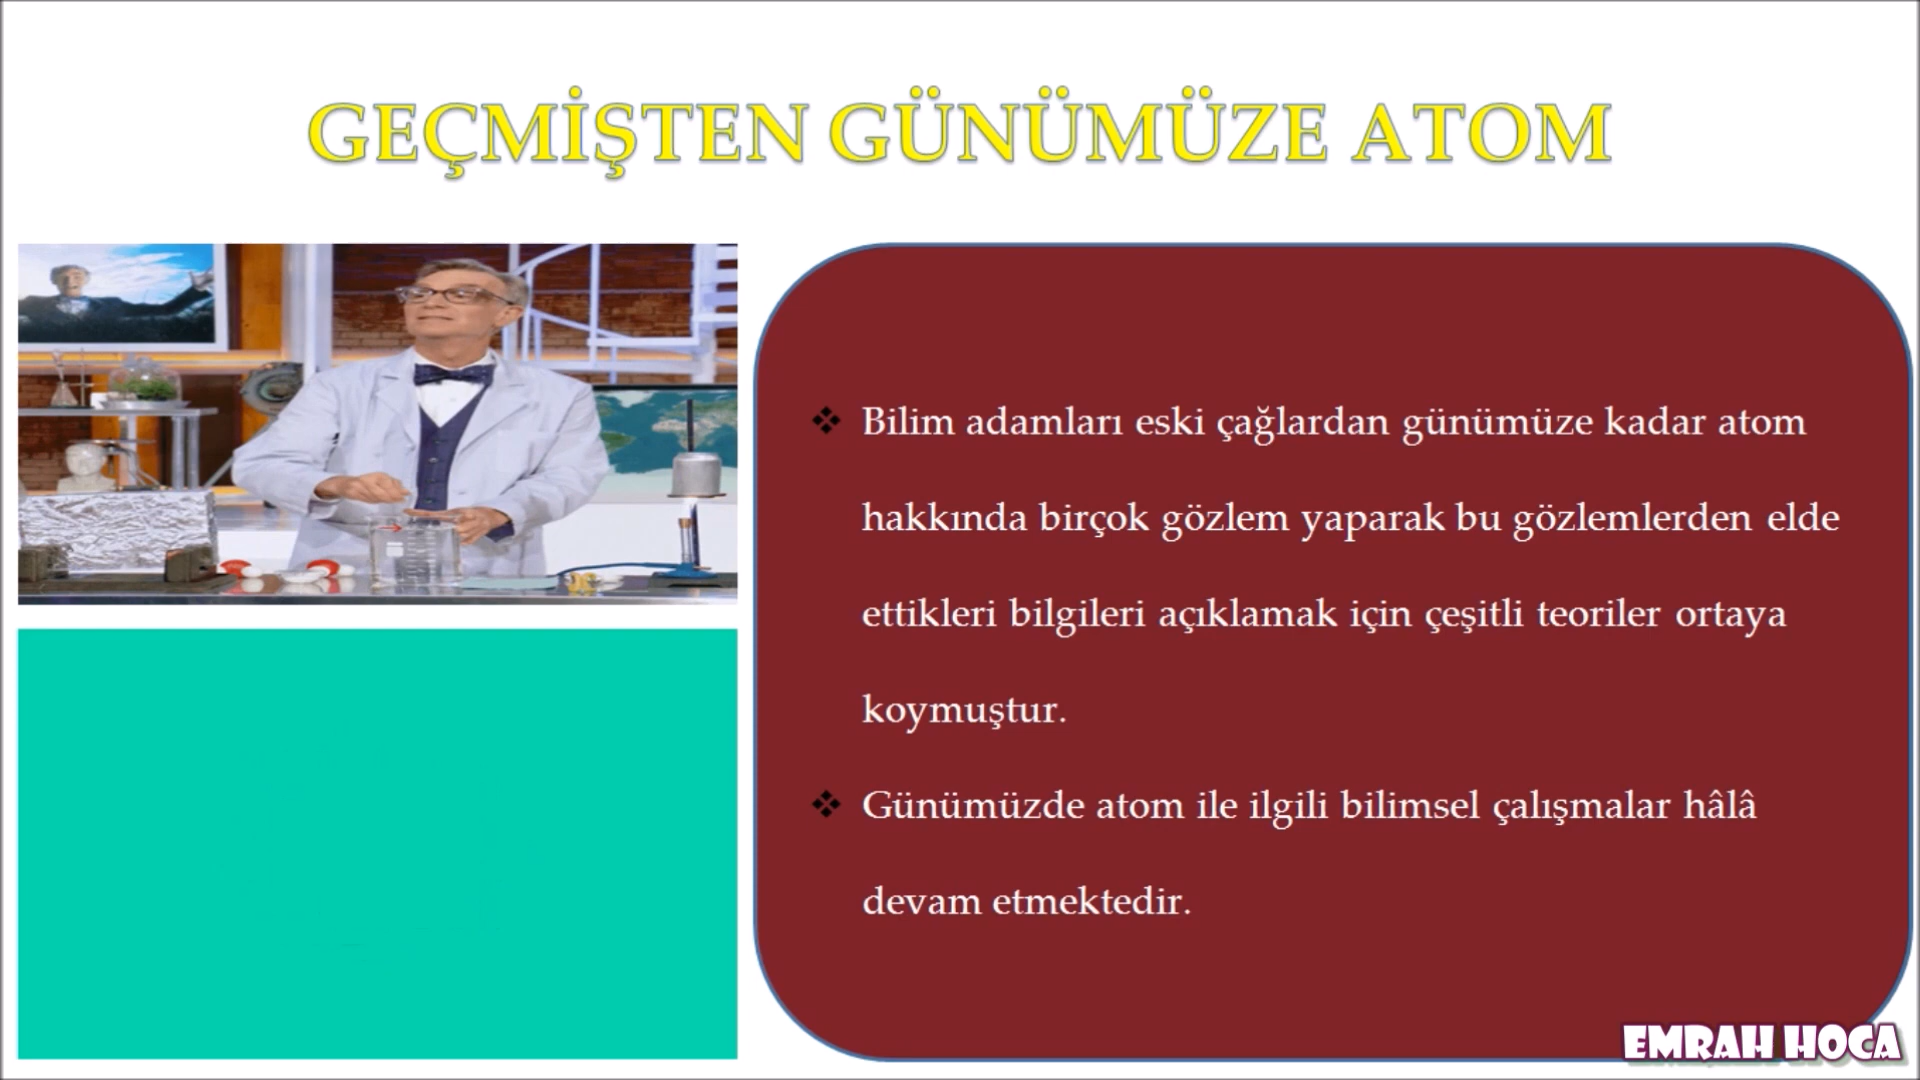 GEÇMİŞTEN GÜNÜMÜZE ATOM
❖ Bilim adamları eski çağlardan günümüze kadar atom
hakkında birçok gözlem yaparak bu gözlemlerden elde
ettikleri bilgileri açıklamak için çeşitli teoriler ortaya
koymuştur.
❖ Günümüzde atom ile ilgili bilimsel çalışmalar hâlâ
devam etmektedir.
EMRAH HOCA